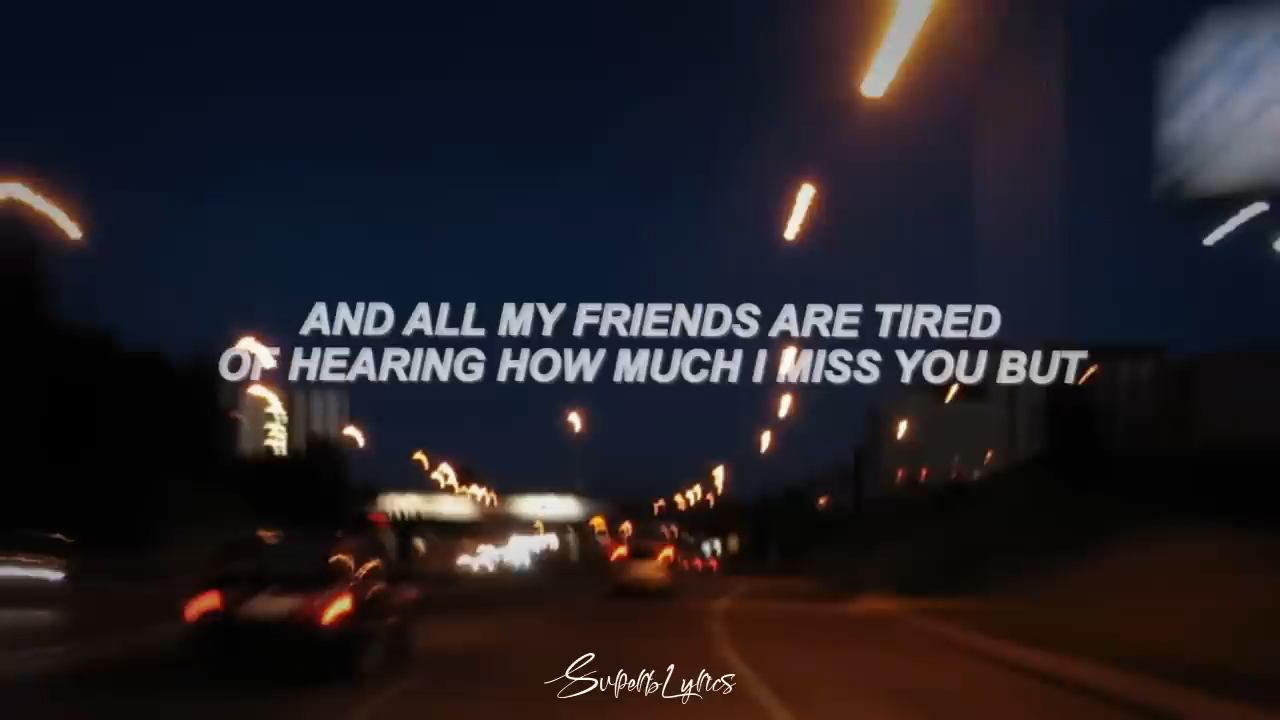 AND ALL MY FRIENDS ARE TIRED
OF HEARING HOW MUCH I MISS YOU BUT
SuperbLyrics